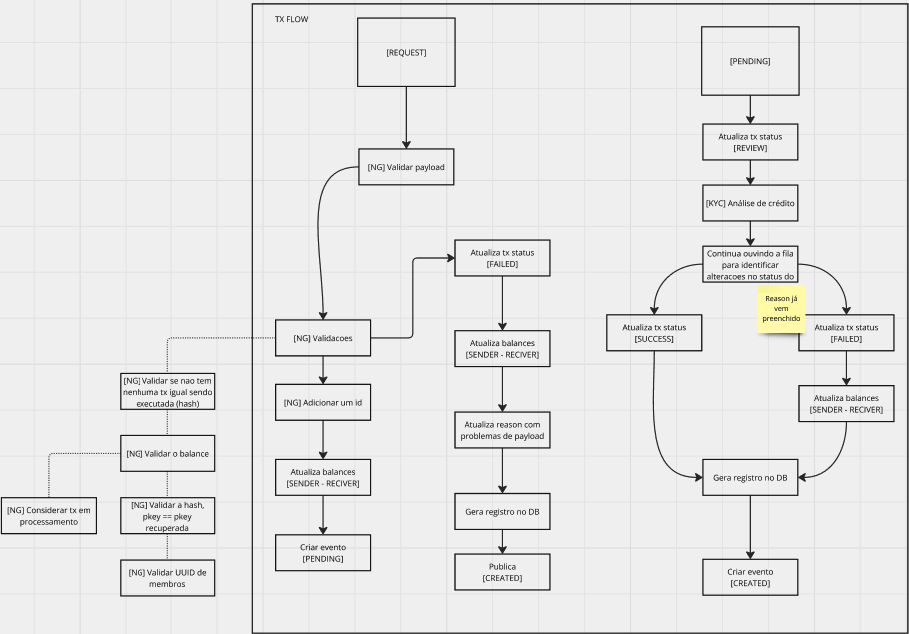 TX FLOW
[REQUEST]
[NG] Validar payload
[NG] Validacoes
[NG] Validar se nao tem
nenhuma tx igual sendo
executada (hash)
[NG] Validar o balance
[NG] Considerar tx em
processamento
[NG] Validar a hash,
pkey == pkey
recuperada
[NG] Validar UUID de
membros
[NG] Adicionar um id
Atualiza balances
[SENDER - RECIVER]
Criar evento
[PENDING]
Atualiza tx status
[FAILED]
Atualiza balances
[SENDER - RECIVER]
Atualiza reason com
problemas de payload
Gera registro no DB
Publica
[CREATED]
[PENDING]
Atualiza tx status
[REVIEW]
[KYC] Análise de crédito
Continua ouvindo a fila
para identificar
alteracoes no status do
Reason já
vem
preenchido
Atualiza tx status
[SUCCESS]
Atualiza tx status
[FAILED]
Atualiza balances
[SENDER - RECIVER]
Gera registro no DB
Criar evento
[CREATED]